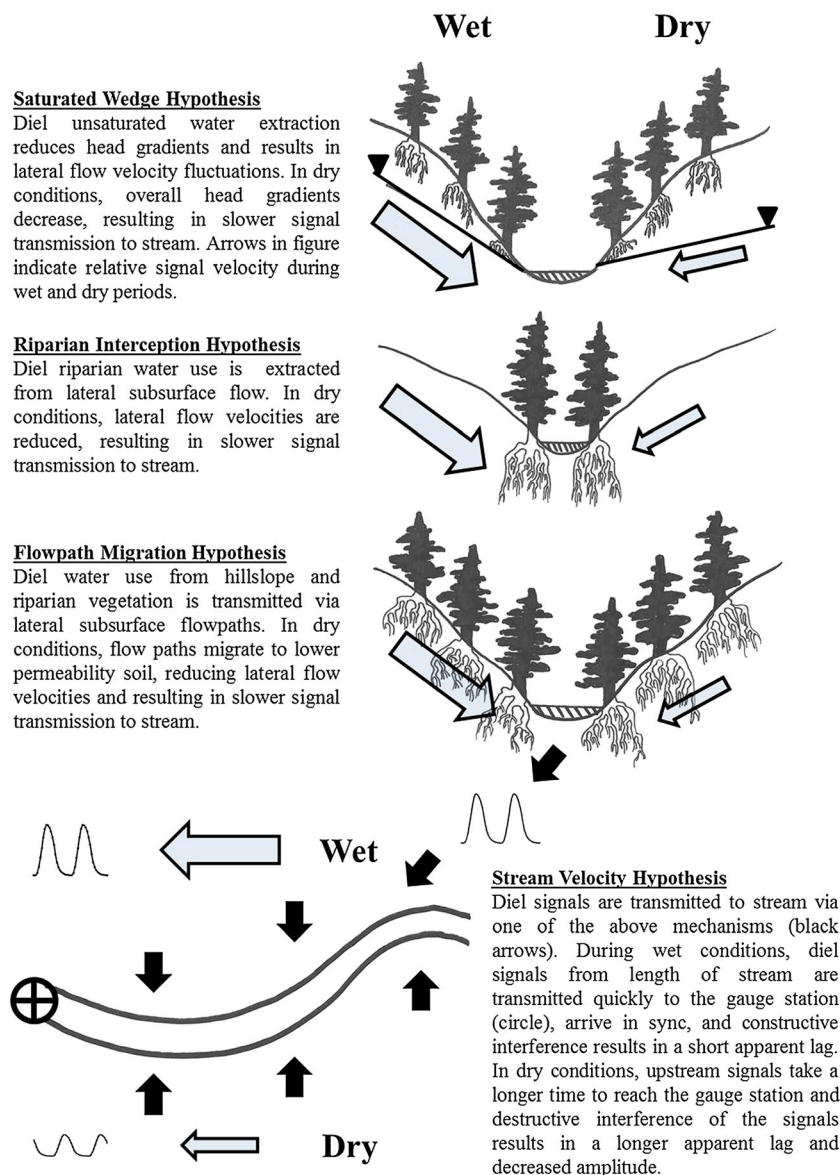 Wet Dry
Saturated Wedge Hypothesis
Diel unsaturated water extraction
reduces head gradients and results in
lateral flow velocity fluctuations. In dry
conditions, overall head gradients
decrease, resulting in slower signal
transmission to stream. Arrows in figure
indicate relative signal velocity during
wet and dry periods.
Riparian Interception Hypothesis
Diel riparian water use is extracted
from lateral subsurface flow. In dry
conditions, lateral flow velocities are
reduced, resulting in slower signal
transmission to stream.
Flowpath Migration Hypothesis
Diel water use from hillslope and
riparian vegetation is transmitted via
lateral subsurface flowpaths. In dry
conditions, flow paths migrate to lower
permeability soil, reducing lateral flow
velocities and resulting in slower signal
transmission to stream.
Wet
Stream Velocity Hypothesis
Diel signals are transmitted to stream via
one of the above mechanisms (black
arrows). During wet conditions, diel
signals from length of stream are
transmitted quickly to the gauge station
(circle), arrive in sync, and constructive
interference results in a short apparent lag.
In dry conditions, upstream signals take a
longer time to reach the gauge station and
destructive interference of the signals
results in a longer apparent lag and
decreased amplitude.
Dry